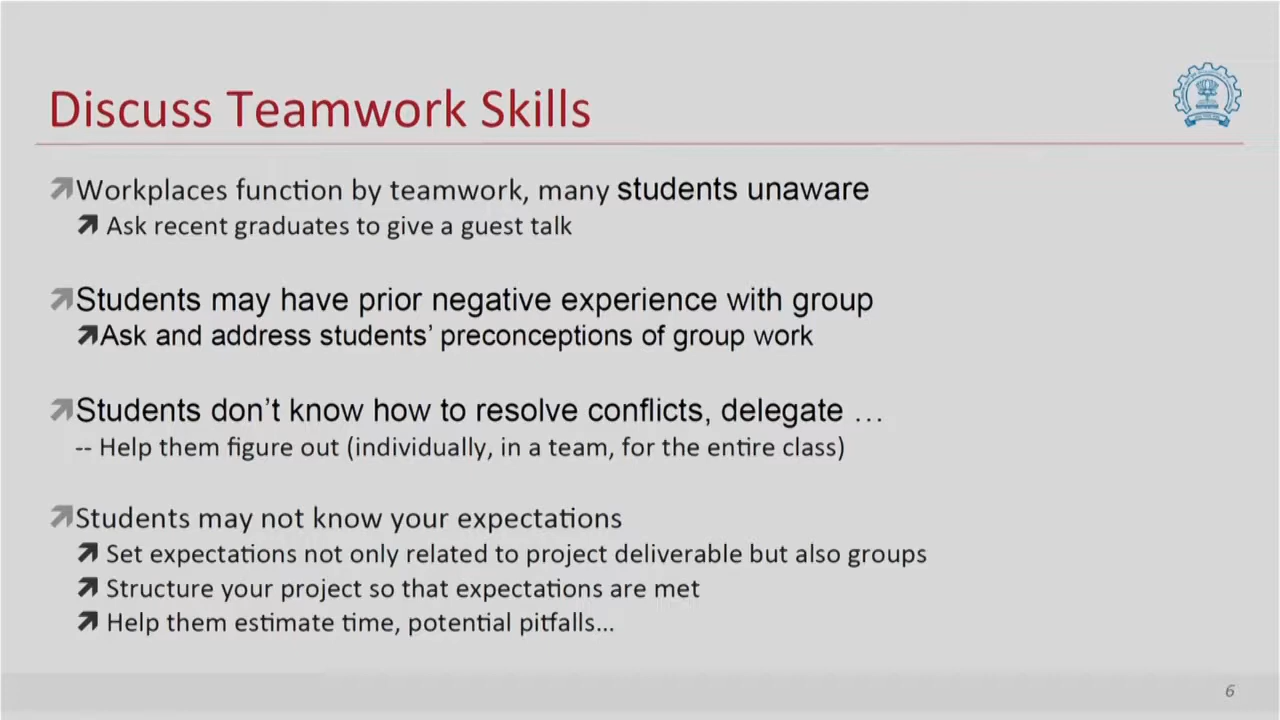 Discuss Teamwork Skills
Workplaces function by teamwork, many students unaware
Ask recent graduates to give a guest talk
Students may have prior negative experience with group
Ask and address students’ preconceptions of group work
Students don’t know how to resolve conflicts, delegate …
-- Help them figure out (individually, in a team, for the entire class)
Students may not know your expectations
Set expectations not only related to project deliverable but also groups
Structure your project so that expectations are met
Help them estimate time, potential pitfalls…
6